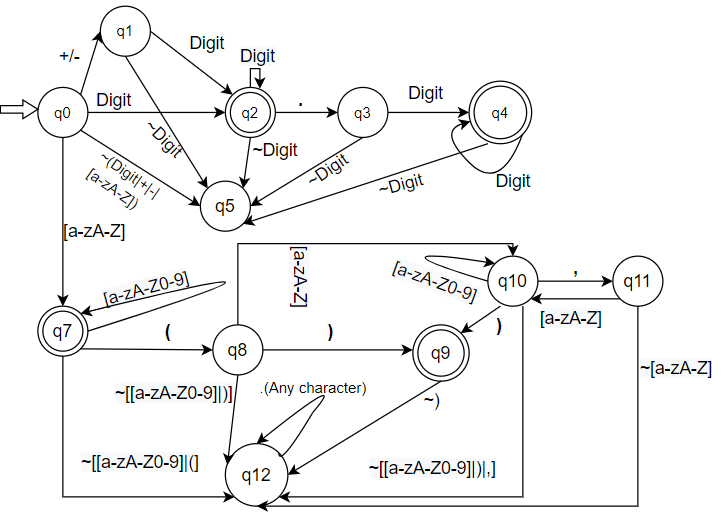 q1
+/-
Digit
Digit
q0
Digit
q2
.
q3
Digit
q4
~Digit
~Digit
~(Digit|+|-|
[a-zA-Z])
~Digit
~Digit
Digit
q5
[a-zA-Z]
[a-zA-Z]
[a-zA-Z0-9]
[a-zA-Z0-9]
q10
,
q11
q7
(
q8
)
q9
)
[a-zA-Z]
~[a-zA-Z]
~[[a-zA-Z0-9]|)]
.(Any character)
~)
~[[a-zA-Z0-9]|(]
q12
~[[a-zA-Z0-9]|)|,]